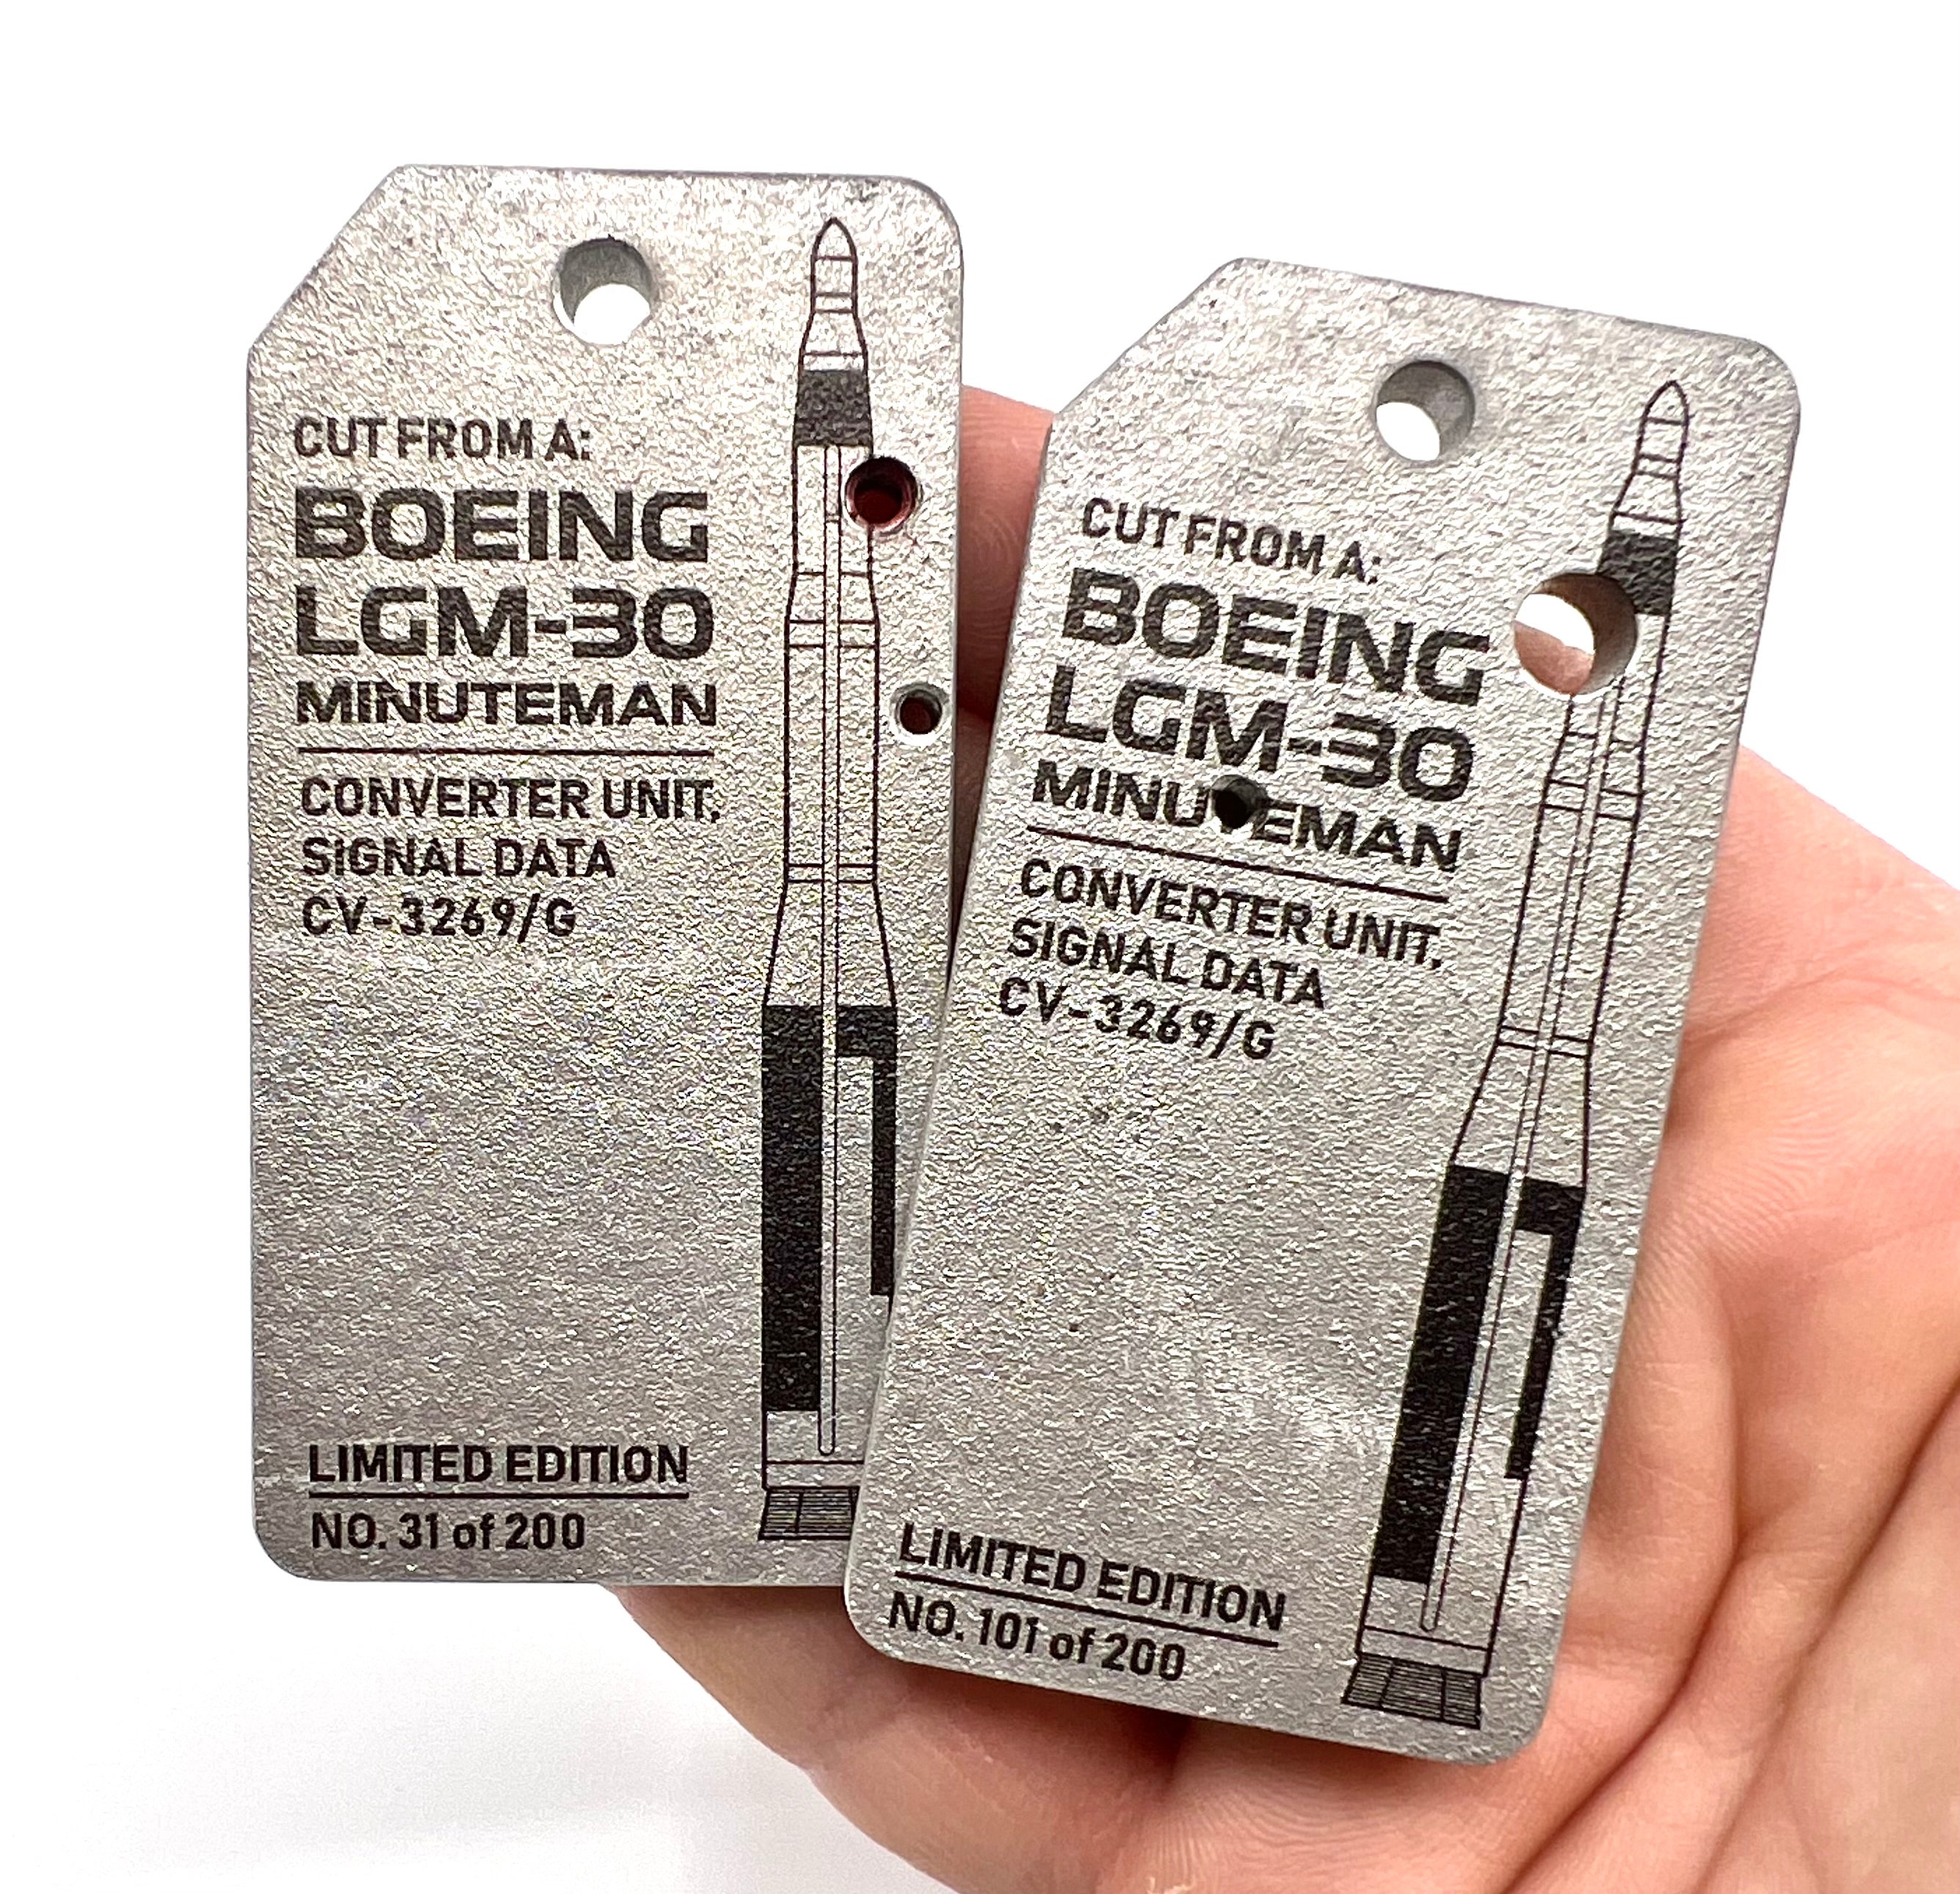 CUT FROM A:
BOEING
LGM-30
MINUTEMAN
CONVERTER UNIT,
SIGNAL DATA
CV-3269/G
LIMITED EDITION
NO. 31 of 200
CUT FROM A:
BOEING
LGM-30
MINUTEMAN
CONVERTER UNIT,
SIGNAL DATA
CV-3269/G
LIMITED EDITION
NO. 101 of 200